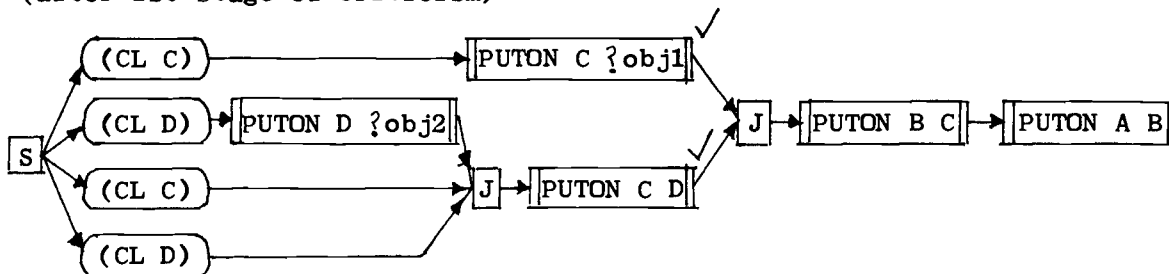 (after 1st stage of criticism)
(CL C) PUTON C ?obj1
(CL D) PUTON D ?obj2
S J PUTON B C PUTON A B
(CL C) J PUTON C D
(CL D)